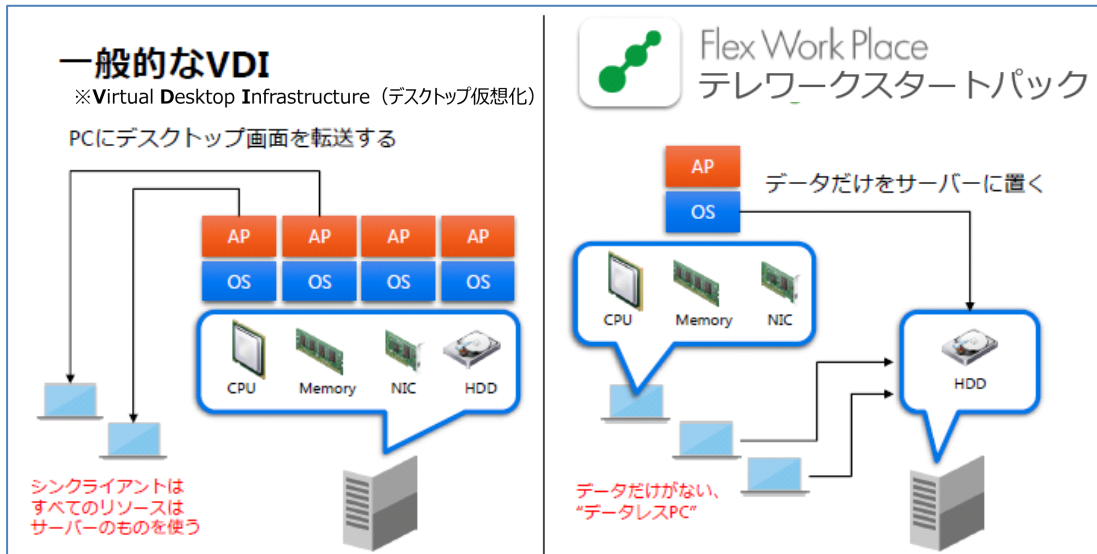 一般的なVDI
※Virtual Desktop Infrastructure（デスクトップ仮想化）
PCにデスクトップ画面を転送する
AP AP AP AP
OS OS OS OS
CPU Memory NIC HDD
シンクライアントは
すべてのリソースは
サーバーのものを使う
Flex Work Place
テレワークスタートパック
AP
OS
データだけをサーバーに置く
CPU Memory NIC
HDD
データだけがない、
“データレスPC”